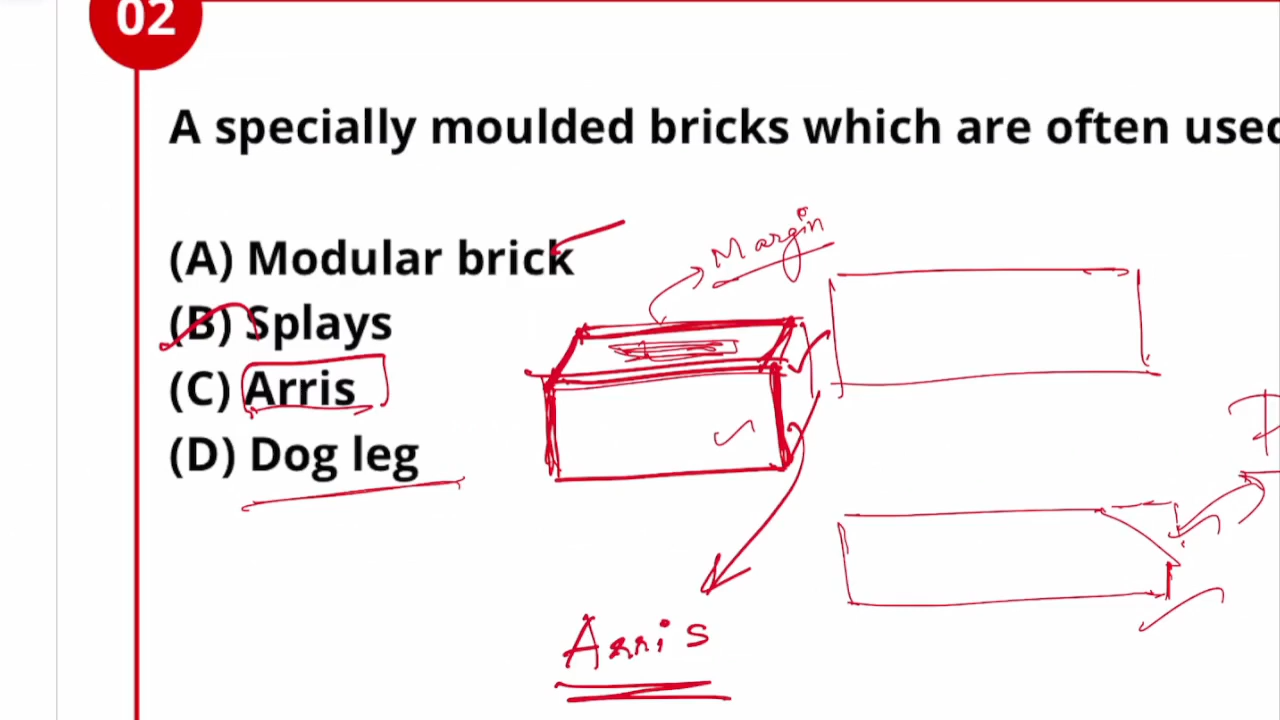 02
A specially moulded bricks which are often used
(A) Modular brick
Margin
(B) Splays
(C) Arris
(D) Dog leg
Arris